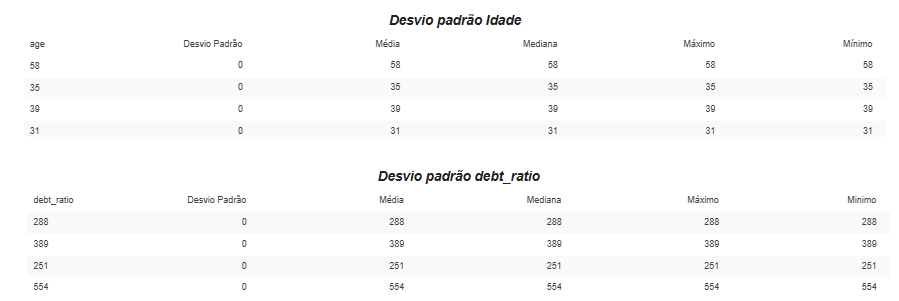 Desvio padrão Idade
age Desvio Padrão Média Mediana Máximo Mínimo
58 0 58 58 58 58
35 0 35 35 35 35
39 0 39 39 39 39
31 0 31 31 31 31
Desvio padrão debt_ratio
debt_ratio Desvio Padrão Média Mediana Máximo Minimo
288 0 288 288 288 288
389 0 389 389 389 389
251 0 251 251 251 251
554 0 554 554 554 554